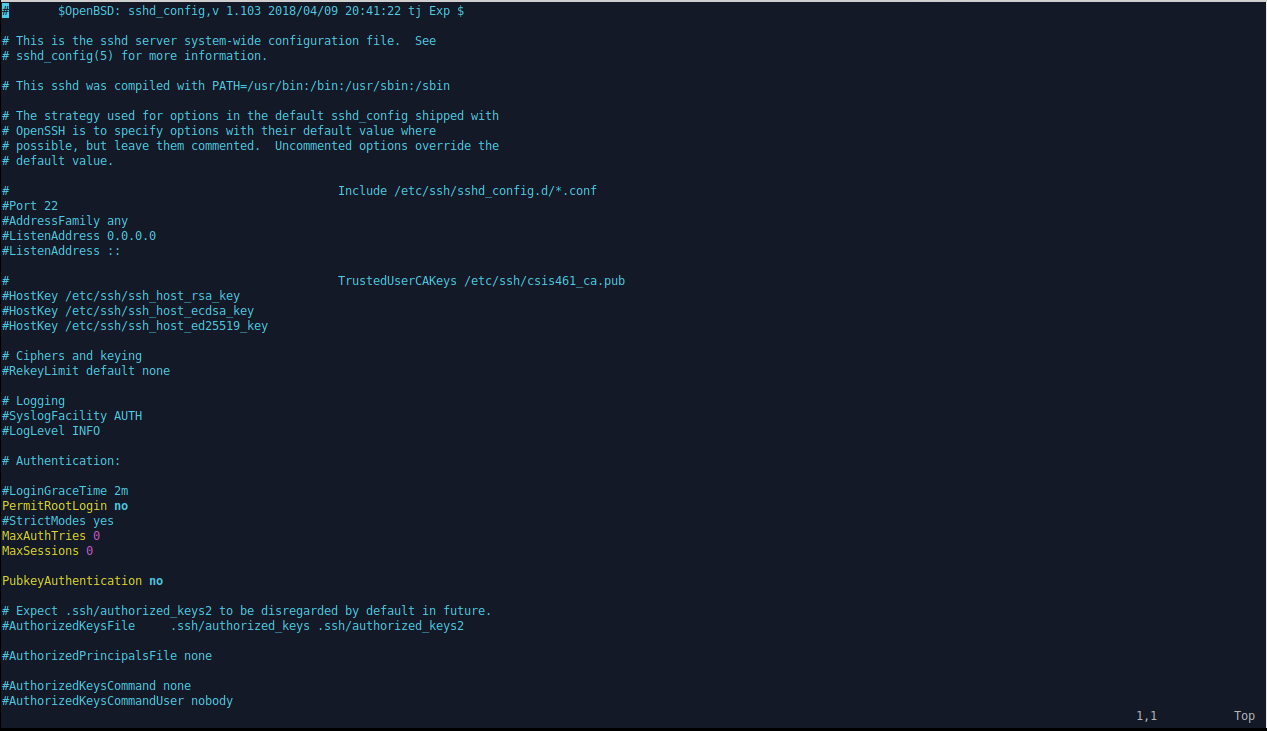 #       $OpenBSD: sshd_config,v 1.103 2018/04/09 20:41:22 tj Exp $
# This is the sshd server system-wide configuration file.  See
# sshd_config(5) for more information.
# This sshd was compiled with PATH=/usr/bin:/bin:/usr/sbin:/sbin
# The strategy used for options in the default sshd_config shipped with
# OpenSSH is to specify options with their default value where
# possible, but leave them commented.  Uncommented options override the
# default value.
#                                               Include /etc/ssh/sshd_config.d/*.conf
#Port 22
#AddressFamily any
#ListenAddress 0.0.0.0
#ListenAddress ::
#                                               TrustedUserCAKeys /etc/ssh/csis461_ca.pub
#HostKey /etc/ssh/ssh_host_rsa_key
#HostKey /etc/ssh/ssh_host_ecdsa_key
#HostKey /etc/ssh/ssh_host_ed25519_key
# Ciphers and keying
#RekeyLimit default none
# Logging
#SyslogFacility AUTH
#LogLevel INFO
# Authentication:
#LoginGraceTime 2m
PermitRootLogin no
#StrictModes yes
MaxAuthTries 0
MaxSessions 0
PubkeyAuthentication no
# Expect .ssh/authorized_keys2 to be disregarded by default in future.
#AuthorizedKeysFile     .ssh/authorized_keys .ssh/authorized_keys2
#AuthorizedPrincipalsFile none
#AuthorizedKeysCommand none
#AuthorizedKeysCommandUser nobody
1,1           Top